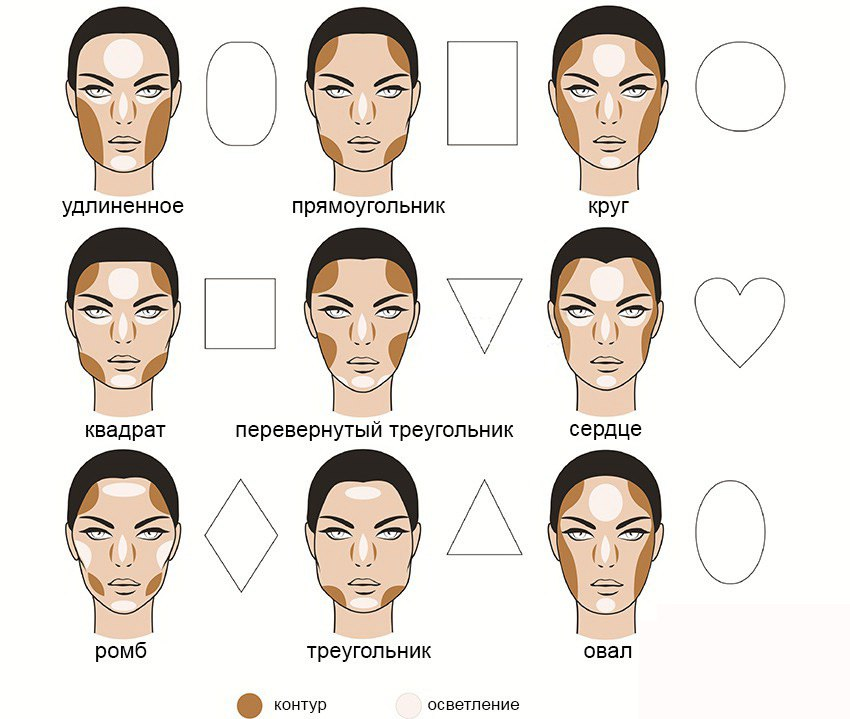 удлиненное
прямоугольник
круг
квадрат
перевернутый треугольник
сердце
ромб
треугольник
овал
контур
осветление